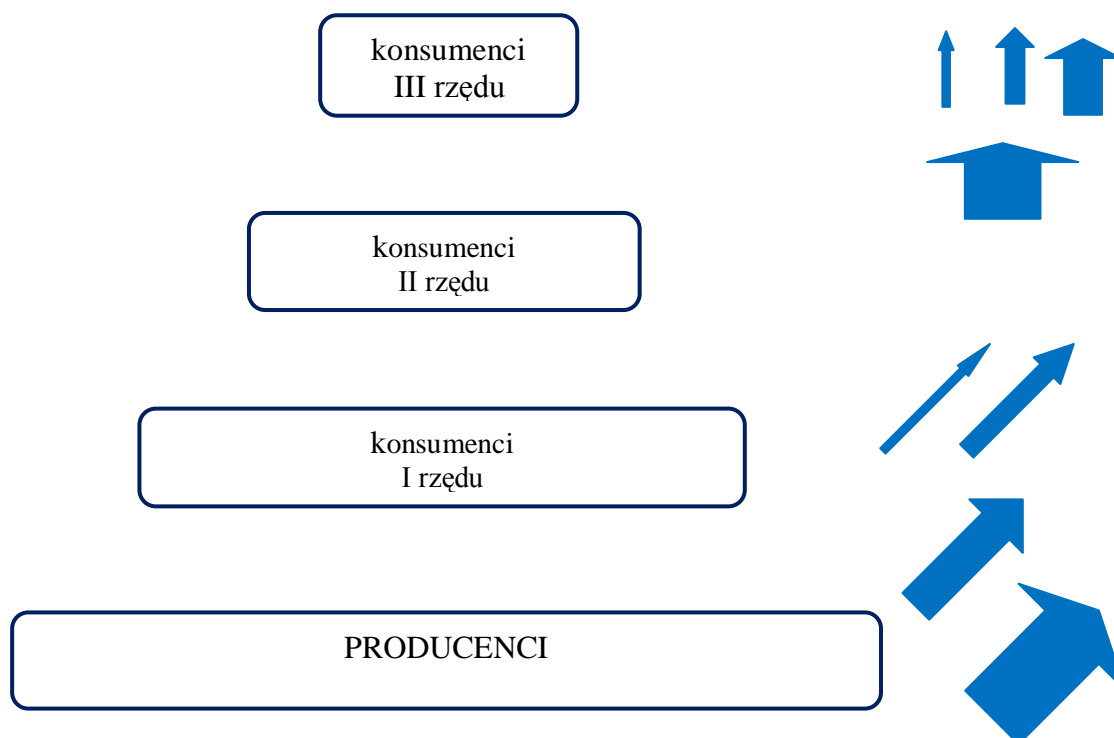 konsumenci
III rzędu
konsumenci
II rzędu
konsumenci
I rzędu
PRODUCENCI